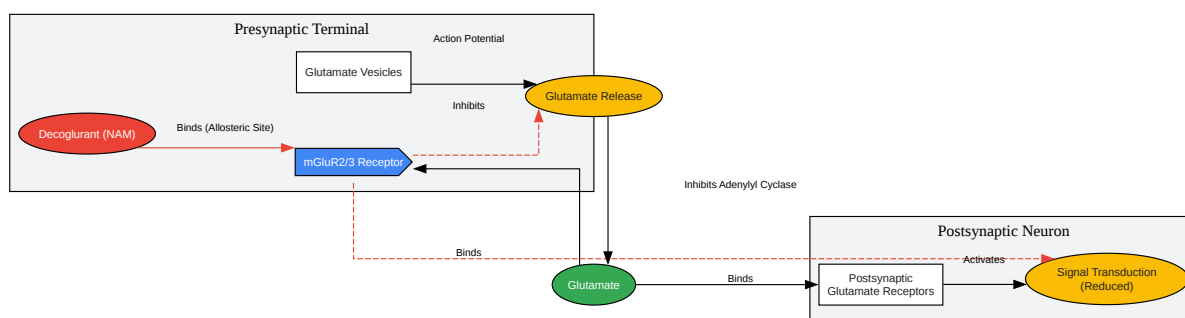 Presynaptic Terminal
Action Potential
Glutamate Vesicles
Glutamate Release
Inhibits
Decoglurant (NAM)
Binds (Allosteric Site)
mGluR2/3 Receptor
Inhibits Adenylyl Cyclase
Postsynaptic Neuron
Binds
Activates
Glutamate
Binds
Postsynaptic
Glutamate Receptors
Signal Transduction
(Reduced)